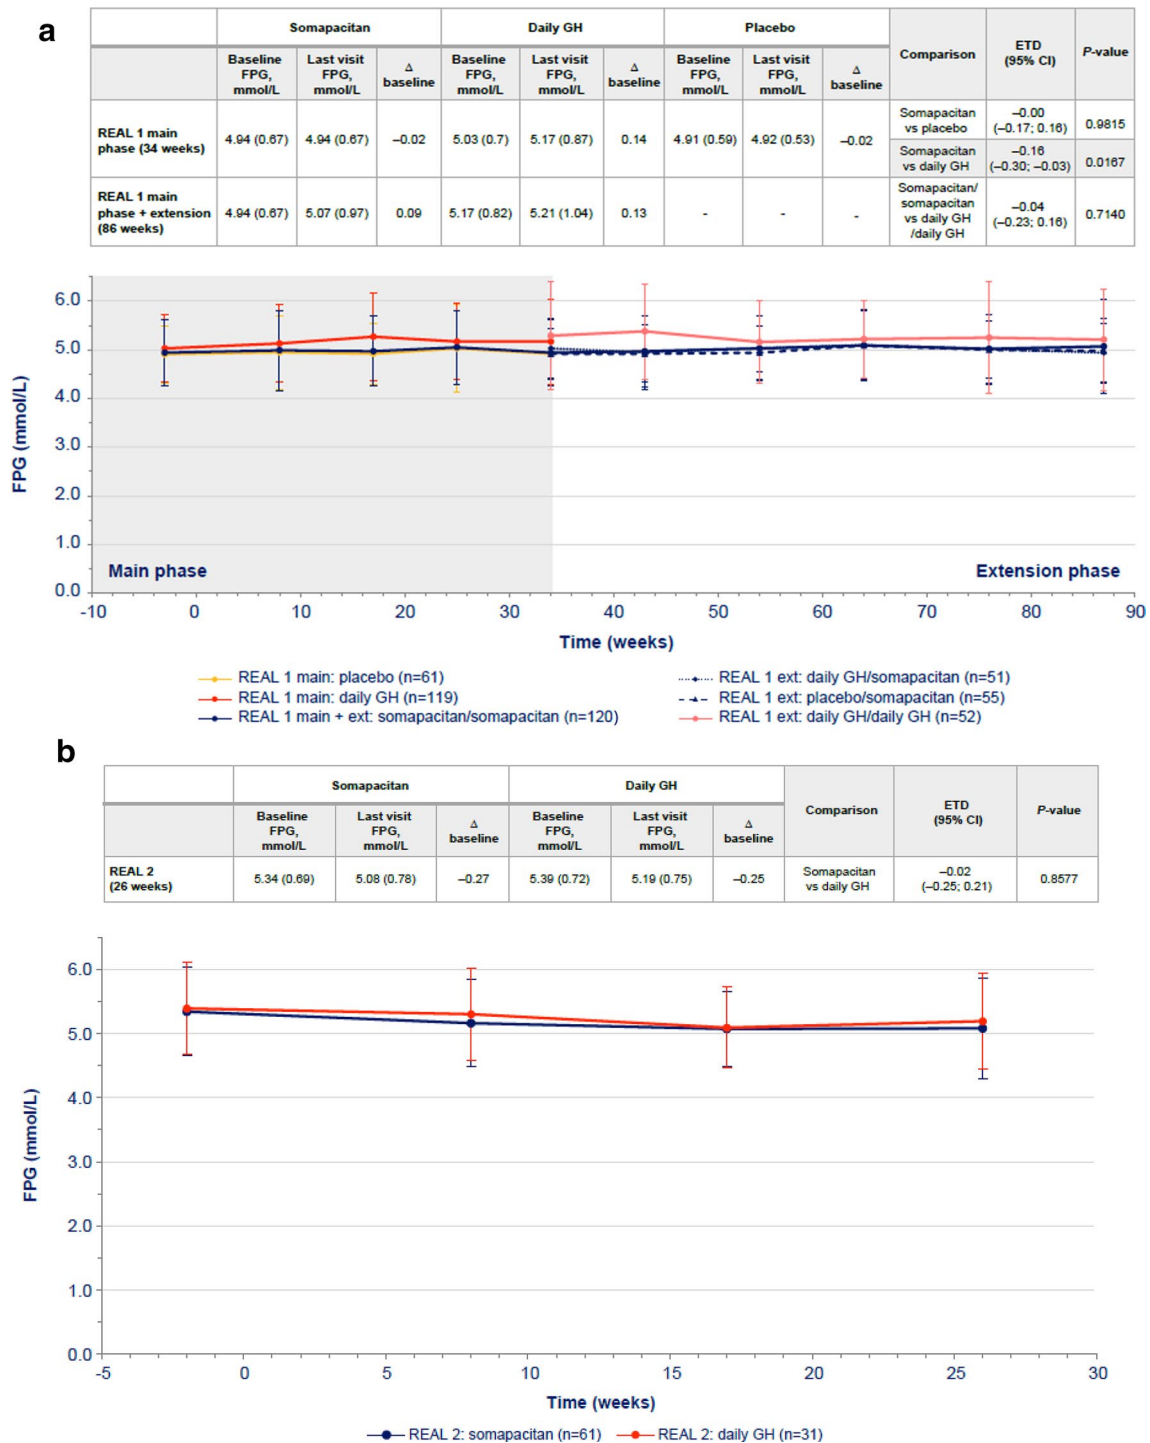 a
Somapacitan Daily GH Placebo Comparison ETD (95% CI) P-value
Baseline FPG, mmol/L Last visit FPG, mmol/L Δ baseline Baseline FPG, mmol/L Last visit FPG, mmol/L Δ baseline Baseline FPG, mmol/L Last visit FPG, mmol/L Δ baseline
REAL 1 main phase (34 weeks) 4.94 (0.67) 4.94 (0.67) –0.02 5.03 (0.7) 5.17 (0.87) 0.14 4.91 (0.59) 4.92 (0.53) –0.02 Somapacitan vs placebo –0.00 (–0.17; 0.16) 0.9815
Somapacitan vs daily GH –0.16 (–0.30; –0.03) 0.0167
REAL 1 main phase + extension (86 weeks) 4.94 (0.67) 5.07 (0.97) 0.09 5.17 (0.82) 5.21 (1.04) 0.13 - - - Somapacitan/ somapacitan vs daily GH /daily GH –0.04 (–0.23; 0.16) 0.7140
FPG (mmol/L)
6.0
5.0
4.0
3.0
2.0
1.0
0.0
Main phase Extension phase
-10 0 10 20 30 40 50 60 70 80 90
Time (weeks)
REAL 1 main: placebo (n=61)
REAL 1 main: daily GH (n=119)
REAL 1 main + ext: somapacitan/somapacitan (n=120)
REAL 1 ext: daily GH/somapacitan (n=51)
REAL 1 ext: placebo/somapacitan (n=55)
REAL 1 ext: daily GH/daily GH (n=52)
b
Somapacitan Daily GH Comparison ETD (95% CI) P-value
Baseline FPG, mmol/L Last visit FPG, mmol/L Δ baseline Baseline FPG, mmol/L Last visit FPG, mmol/L Δ baseline
REAL 2 (26 weeks) 5.34 (0.69) 5.08 (0.78) –0.27 5.39 (0.72) 5.19 (0.75) –0.25 Somapacitan vs daily GH –0.02 (–0.25; 0.21) 0.8577
FPG (mmol/L)
6.0
5.0
4.0
3.0
2.0
1.0
0.0
-5 0 5 10 15 20 25 30
Time (weeks)
REAL 2: somapacitan (n=61) REAL 2: daily GH (n=31)